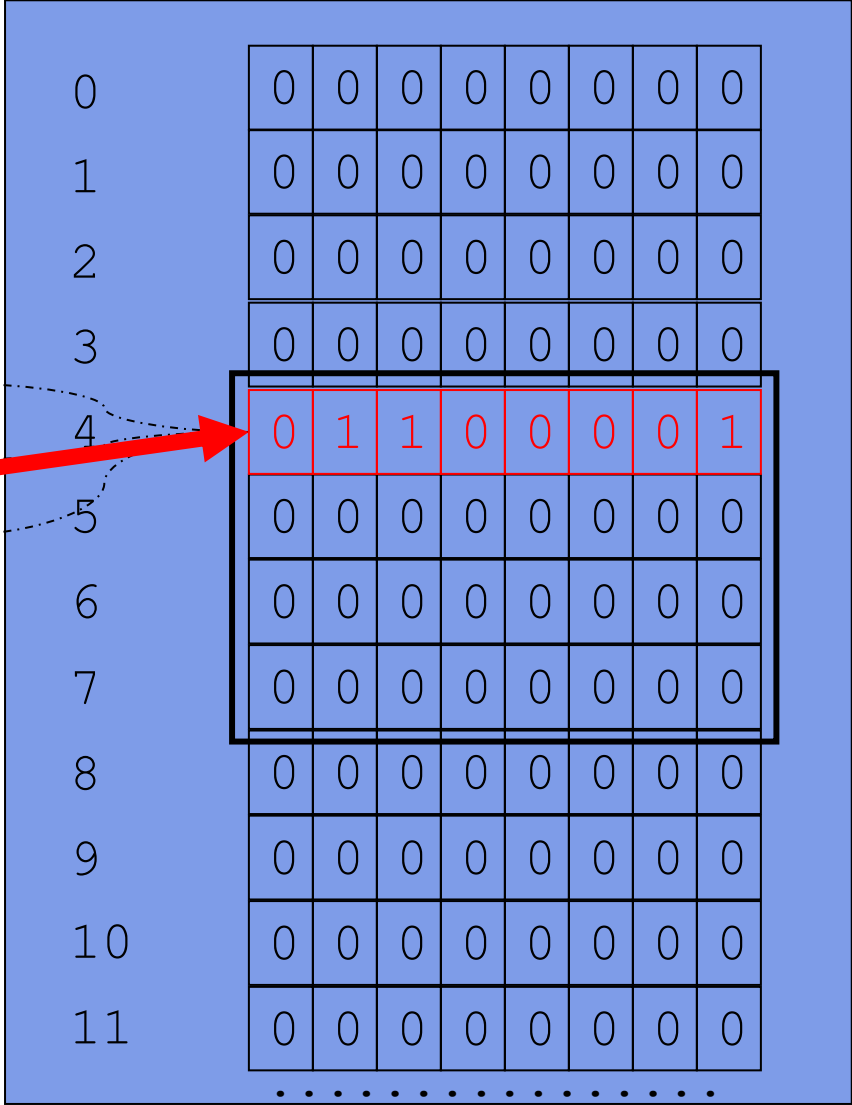 0 0 0 0 0 0 0 0 0
1 0 0 0 0 0 0 0 0
2 0 0 0 0 0 0 0 0
3 0 0 0 0 0 0 0 0
4 0 1 1 0 0 0 0 1
5 0 0 0 0 0 0 0 0
6 0 0 0 0 0 0 0 0
7 0 0 0 0 0 0 0 0
8 0 0 0 0 0 0 0 0
9 0 0 0 0 0 0 0 0
10 0 0 0 0 0 0 0 0
11 0 0 0 0 0 0 0 0
................